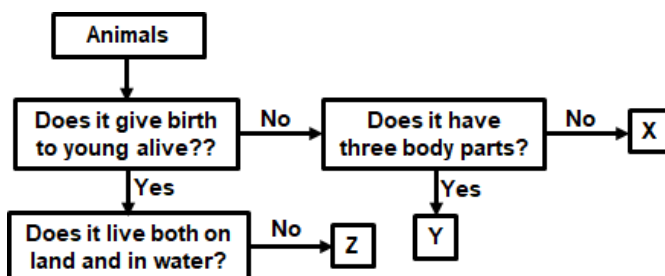 Animals
Does it give birth
to young alive??
No
Does it have
three body parts?
No
X
Yes
Yes
Does it live both on
land and in water?
No
Z
Y